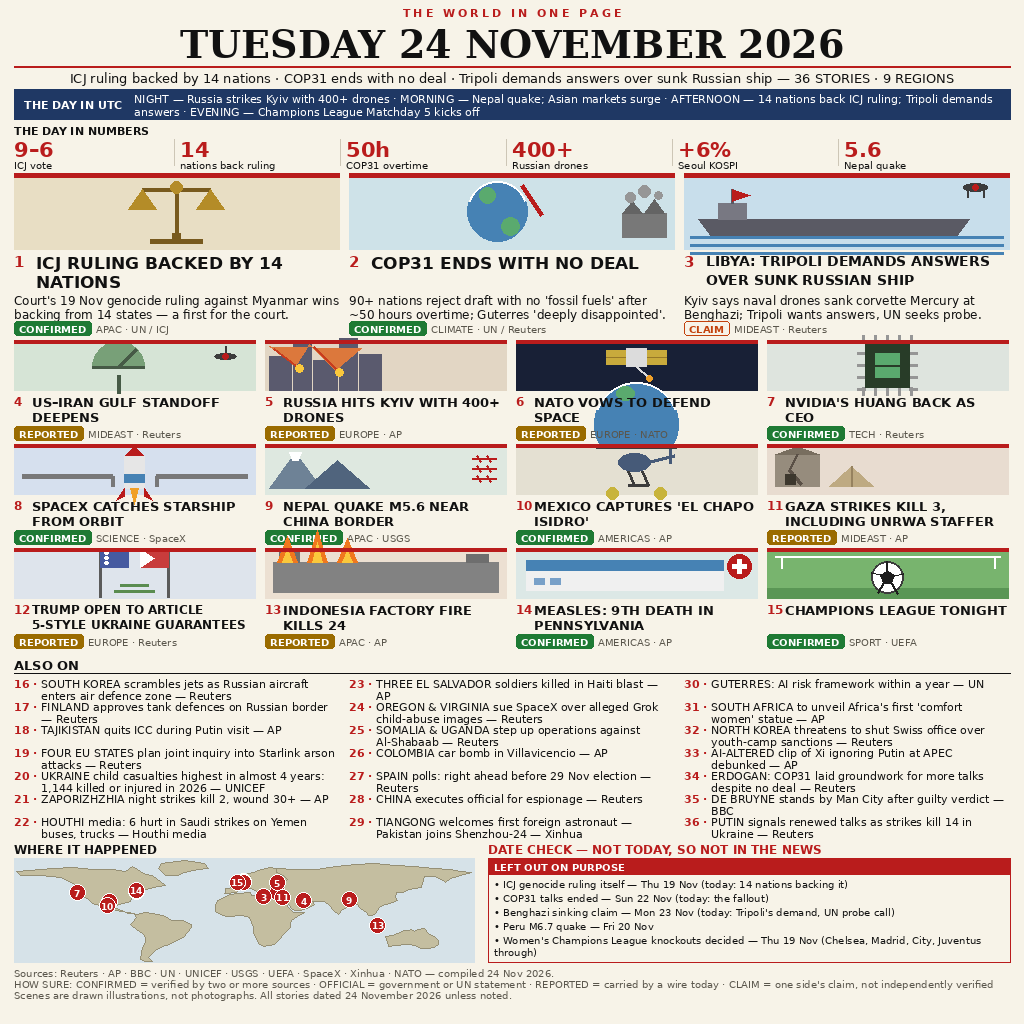 THE WORLD IN ONE PAGE
TUESDAY 24 NOVEMBER 2026
ICJ ruling backed by 14 nations · COP31 ends with no deal · Tripoli demands answers over sunk Russian ship — 36 STORIES · 9 REGIONS
THE DAY IN UTC
NIGHT — Russia strikes Kyiv with 400+ drones · MORNING — Nepal quake; Asian markets surge · AFTERNOON — 14 nations back ICJ ruling; Tripoli demands
answers · EVENING — Champions League Matchday 5 kicks off
THE DAY IN NUMBERS
9–6
ICJ vote
14
nations back ruling
50h
COP31 overtime
400+
Russian drones
+6%
Seoul KOSPI
5.6
Nepal quake
1 ICJ RULING BACKED BY 14
NATIONS
Court's 19 Nov genocide ruling against Myanmar wins
backing from 14 states — a first for the court.
CONFIRMED APAC · UN / ICJ
2 COP31 ENDS WITH NO DEAL
90+ nations reject draft with no 'fossil fuels' after
~50 hours overtime; Guterres 'deeply disappointed'.
CONFIRMED CLIMATE · UN / Reuters
3 LIBYA: TRIPOLI DEMANDS ANSWERS
OVER SUNK RUSSIAN SHIP
Kyiv says naval drones sank corvette Mercury at
Benghazi; Tripoli wants answers, UN seeks probe.
CLAIM MIDEAST · Reuters
4 US–IRAN GULF STANDOFF
DEEPENS
REPORTED MIDEAST · Reuters
5 RUSSIA HITS KYIV WITH 400+
DRONES
REPORTED EUROPE · AP
6 NATO VOWS TO DEFEND
SPACE
REPORTED EUROPE · NATO
7 NVIDIA'S HUANG BACK AS
CEO
CONFIRMED TECH · Reuters
8 SPACEX CATCHES STARSHIP
FROM ORBIT
CONFIRMED SCIENCE · SpaceX
9 NEPAL QUAKE M5.6 NEAR
CHINA BORDER
CONFIRMED APAC · USGS
10 MEXICO CAPTURES 'EL CHAPO
ISIDRO'
CONFIRMED AMERICAS · AP
11 GAZA STRIKES KILL 3,
INCLUDING UNRWA STAFFER
REPORTED MIDEAST · AP
12 TRUMP OPEN TO ARTICLE
5-STYLE UKRAINE GUARANTEES
REPORTED EUROPE · Reuters
13 INDONESIA FACTORY FIRE
KILLS 24
REPORTED APAC · AP
14 MEASLES: 9TH DEATH IN
PENNSYLVANIA
CONFIRMED AMERICAS · AP
15 CHAMPIONS LEAGUE TONIGHT
CONFIRMED SPORT · UEFA
ALSO ON
16 · SOUTH KOREA scrambles jets as Russian aircraft
enters air defence zone — Reuters
17 · FINLAND approves tank defences on Russian border
— Reuters
18 · TAJIKISTAN quits ICC during Putin visit — AP
19 · FOUR EU STATES plan joint inquiry into Starlink arson
attacks — Reuters
20 · UKRAINE child casualties highest in almost 4 years:
1,144 killed or injured in 2026 — UNICEF
21 · ZAPORIZHZHIA night strikes kill 2, wound 30+ — AP
22 · HOUTHI media: 6 hurt in Saudi strikes on Yemen
buses, trucks — Houthi media
23 · THREE EL SALVADOR soldiers killed in Haiti blast —
AP
24 · OREGON & VIRGINIA sue SpaceX over alleged Grok
child-abuse images — Reuters
25 · SOMALIA & UGANDA step up operations against
Al-Shabaab — Reuters
26 · COLOMBIA car bomb in Villavicencio — AP
27 · SPAIN polls: right ahead before 29 Nov election —
Reuters
28 · CHINA executes official for espionage — Reuters
29 · TIANGONG welcomes first foreign astronaut —
Pakistan joins Shenzhou-24 — Xinhua
30 · GUTERRES: AI risk framework within a year — UN
31 · SOUTH AFRICA to unveil Africa's first 'comfort
women' statue — AP
32 · NORTH KOREA threatens to shut Swiss office over
youth-camp sanctions — Reuters
33 · AI-ALTERED clip of Xi ignoring Putin at APEC
debunked — AP
34 · ERDOGAN: COP31 laid groundwork for more talks
despite no deal — Reuters
35 · DE BRUYNE stands by Man City after guilty verdict —
BBC
36 · PUTIN signals renewed talks as strikes kill 14 in
Ukraine — Reuters
WHERE IT HAPPENED
7
10
14
15
5
3
11
4
9
13
DATE CHECK — NOT TODAY, SO NOT IN THE NEWS
LEFT OUT ON PURPOSE
• ICJ genocide ruling itself — Thu 19 Nov (today: 14 nations backing it)
• COP31 talks ended — Sun 22 Nov (today: the fallout)
• Benghazi sinking claim — Mon 23 Nov (today: Tripoli's demand, UN probe call)
• Peru M6.7 quake — Fri 20 Nov
• Women's Champions League knockouts decided — Thu 19 Nov (Chelsea, Madrid, City, Juventus
through)
Sources: Reuters · AP · BBC · UN · UNICEF · USGS · UEFA · SpaceX · Xinhua · NATO — compiled 24 Nov 2026.
HOW SURE: CONFIRMED = verified by two or more sources · OFFICIAL = government or UN statement · REPORTED = carried by a wire today · CLAIM = one side's claim, not independently verified
Scenes are drawn illustrations, not photographs. All stories dated 24 November 2026 unless noted.